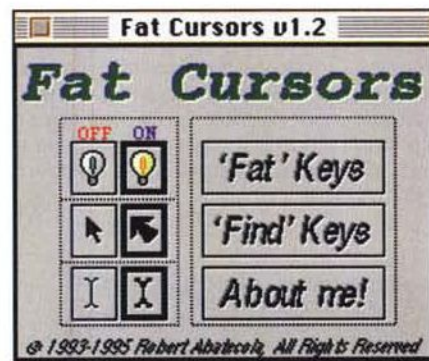 Fat Cursors v1.2
Fat Cursors
OFF ON
'Fat' Keys
'Find' Keys
About me!
© 1993-1995 Robert Abatecola, All Rights Reserved